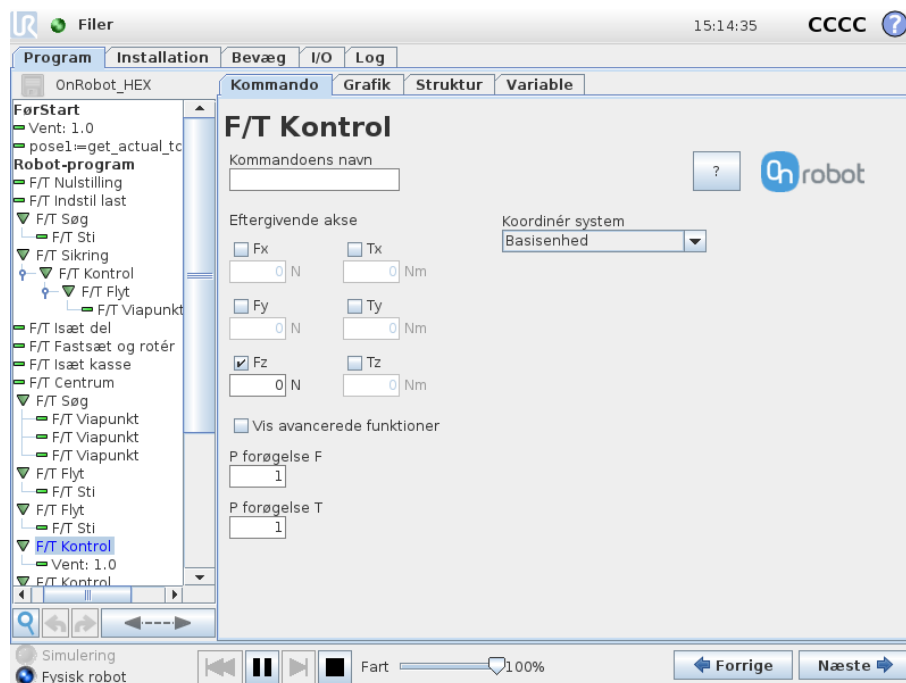 UR Filer 15:14:35 CCCC ?
Program Installation Bevæg I/O Log
OnRobot_HEX
Kommando Grafik Struktur Variable
FørStart
Vent: 1.0
pose1:=get_actual_tc
Robot-program
F/T Nulstilling
F/T Indstil last
F/T Søg
F/T Sti
F/T Sikring
F/T Kontrol
F/T Flyt
F/T Viapunkt
F/T Isæt del
F/T Fastsæt og rotér
F/T Isæt kasse
F/T Centrum
F/T Søg
F/T Viapunkt
F/T Viapunkt
F/T Viapunkt
F/T Flyt
F/T Sti
F/T Flyt
F/T Sti
F/T Kontrol
Vent: 1.0
F/T Kontrol
F/T Kontrol
Kommandoens navn
? On robot
Eftergivende akse
Koordinér system
Basisenhed
Fx Tx
0 N 0 Nm
Fy Ty
0 N 0 Nm
Fz Tz
0 N 0 Nm
Vis avancerede funktioner
P forøgelse F
1
P forøgelse T
1
Simulering
Fysisk robot
Fart 100%
Forrige Næste